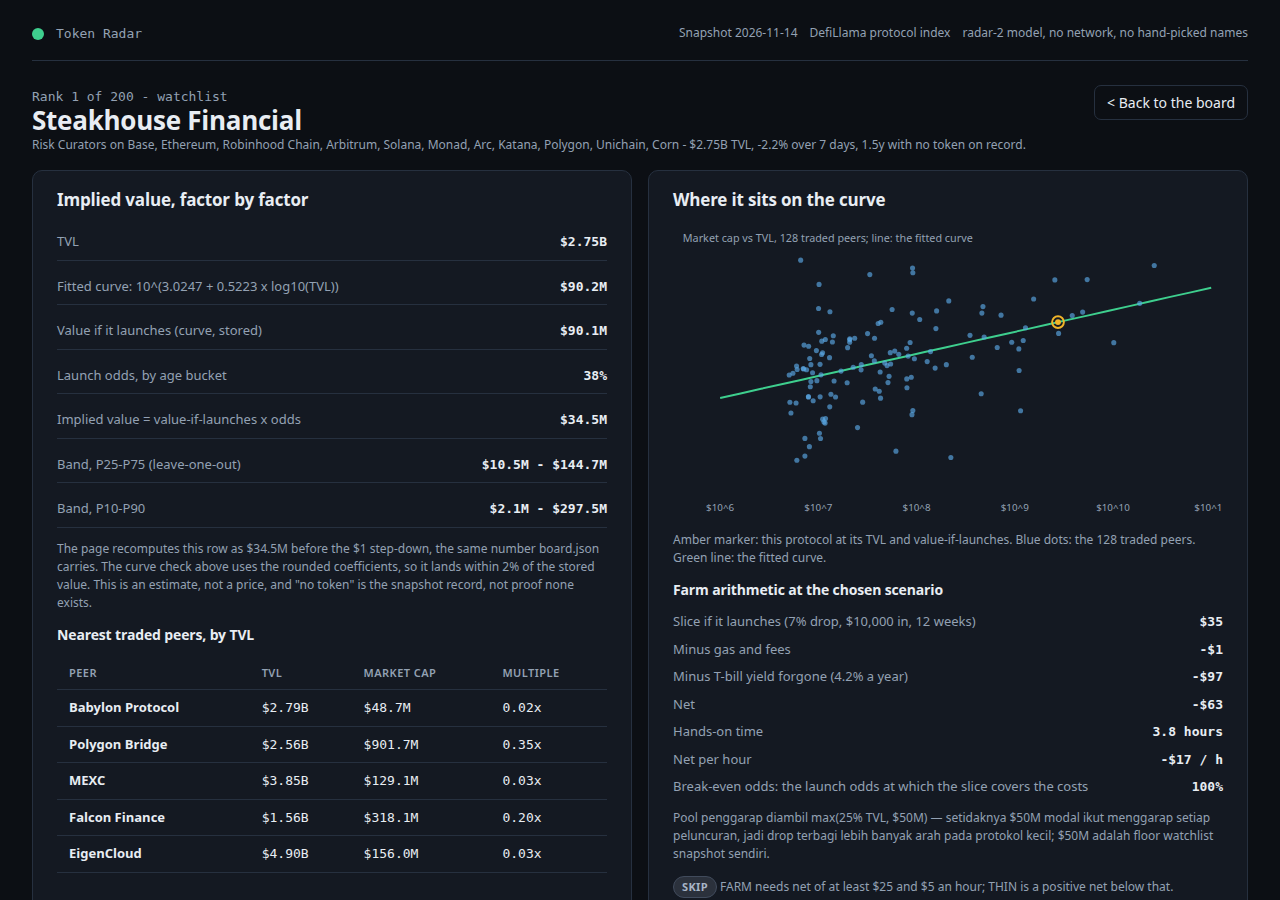 Token Radar
Snapshot 2026-11-14 DefiLlama protocol index radar-2 model, no network, no hand-picked names
Rank 1 of 200 - watchlist
Steakhouse Financial
< Back to the board
Risk Curators on Base, Ethereum, Robinhood Chain, Arbitrum, Solana, Monad, Arc, Katana, Polygon, Unichain, Corn - $2.75B TVL, -2.2% over 7 days, 1.5y with no token on record.
Implied value, factor by factor
TVL $2.75B
Fitted curve: 10^(3.0247 + 0.5223 x log10(TVL)) $90.2M
Value if it launches (curve, stored) $90.1M
Launch odds, by age bucket 38%
Implied value = value-if-launches x odds $34.5M
Band, P25-P75 (leave-one-out) $10.5M - $144.7M
Band, P10-P90 $2.1M - $297.5M
The page recomputes this row as $34.5M before the $1 step-down, the same number board.json
carries. The curve check above uses the rounded coefficients, so it lands within 2% of the stored
value. This is an estimate, not a price, and "no token" is the snapshot record, not proof none
exists.
Nearest traded peers, by TVL
PEER TVL MARKET CAP MULTIPLE
Babylon Protocol $2.79B $48.7M 0.02x
Polygon Bridge $2.56B $901.7M 0.35x
MEXC $3.85B $129.1M 0.03x
Falcon Finance $1.56B $318.1M 0.20x
EigenCloud $4.90B $156.0M 0.03x
Where it sits on the curve
Market cap vs TVL, 128 traded peers; line: the fitted curve
$10^6 $10^7 $10^8 $10^9 $10^10 $10^1
Amber marker: this protocol at its TVL and value-if-launches. Blue dots: the 128 traded peers.
Green line: the fitted curve.
Farm arithmetic at the chosen scenario
Slice if it launches (7% drop, $10,000 in, 12 weeks) $35
Minus gas and fees -$1
Minus T-bill yield forgone (4.2% a year) -$97
Net -$63
Hands-on time 3.8 hours
Net per hour -$17 / h
Break-even odds: the launch odds at which the slice covers the costs 100%
Pool penggarap diambil max(25% TVL, $50M) — setidaknya $50M modal ikut menggarap setiap
peluncuran, jadi drop terbagi lebih banyak arah pada protokol kecil; $50M adalah floor watchlist
snapshot sendiri.
SKIP FARM needs net of at least $25 and $5 an hour; THIN is a positive net below that.